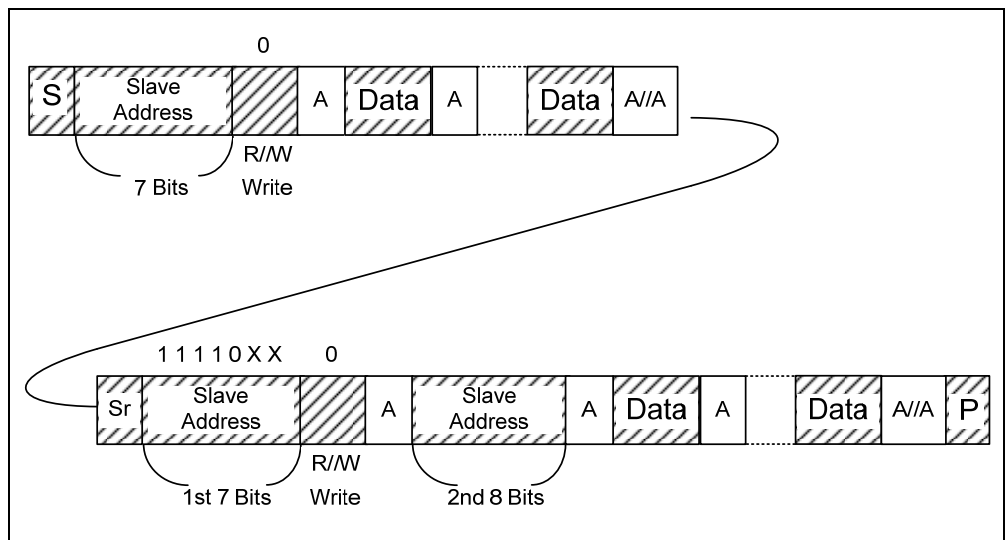 0
S Slave Address A Data A Data A//A
7 Bits R//W Write
1 1 1 1 0 X X 0
Sr Slave Address A Slave Address A Data A Data A//A P
1st 7 Bits R//W Write 2nd 8 Bits